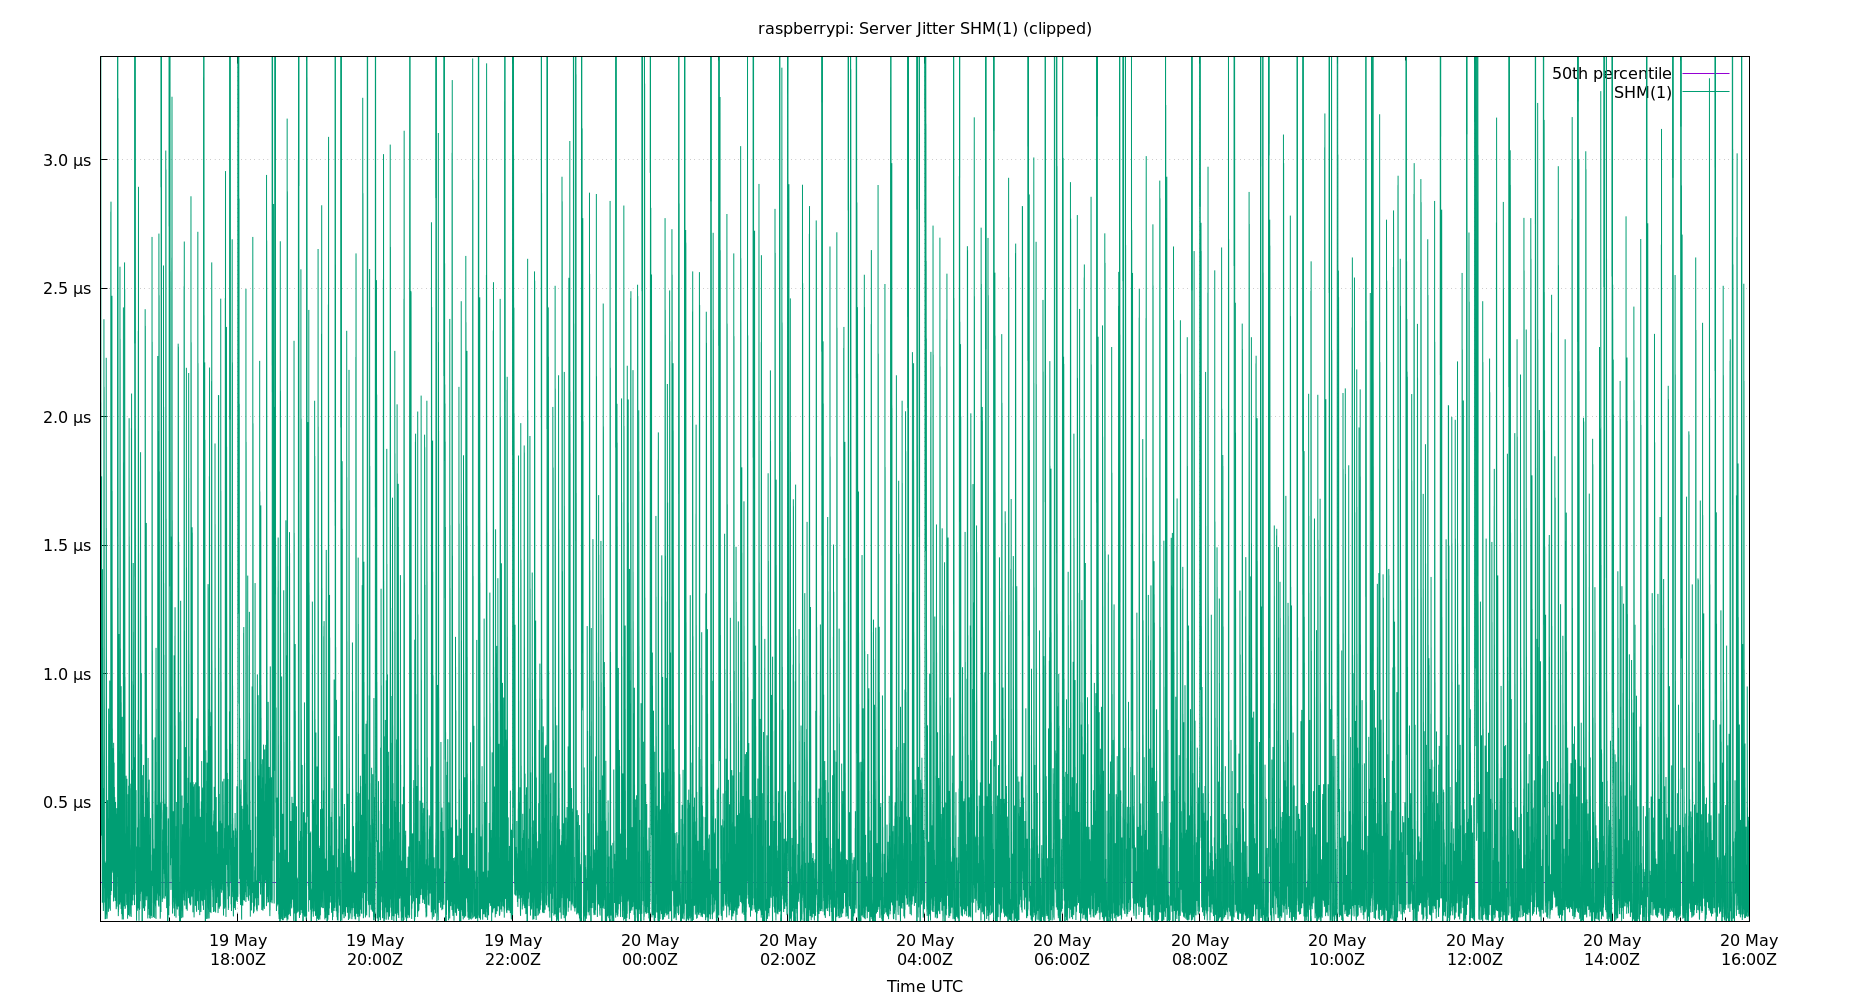 raspberrypi: Server Jitter SHM(1) (clipped)
50th percentile
SHM(1)
3.0 µs
2.5 µs
2.0 µs
1.5 µs
1.0 µs
0.5 µs
19 May 19 May 19 May 20 May 20 May 20 May 20 May 20 May 20 May 20 May 20 May 20 May
18:00Z 20:00Z 22:00Z 00:00Z 02:00Z 04:00Z 06:00Z 08:00Z 10:00Z 12:00Z 14:00Z 16:00Z
Time UTC